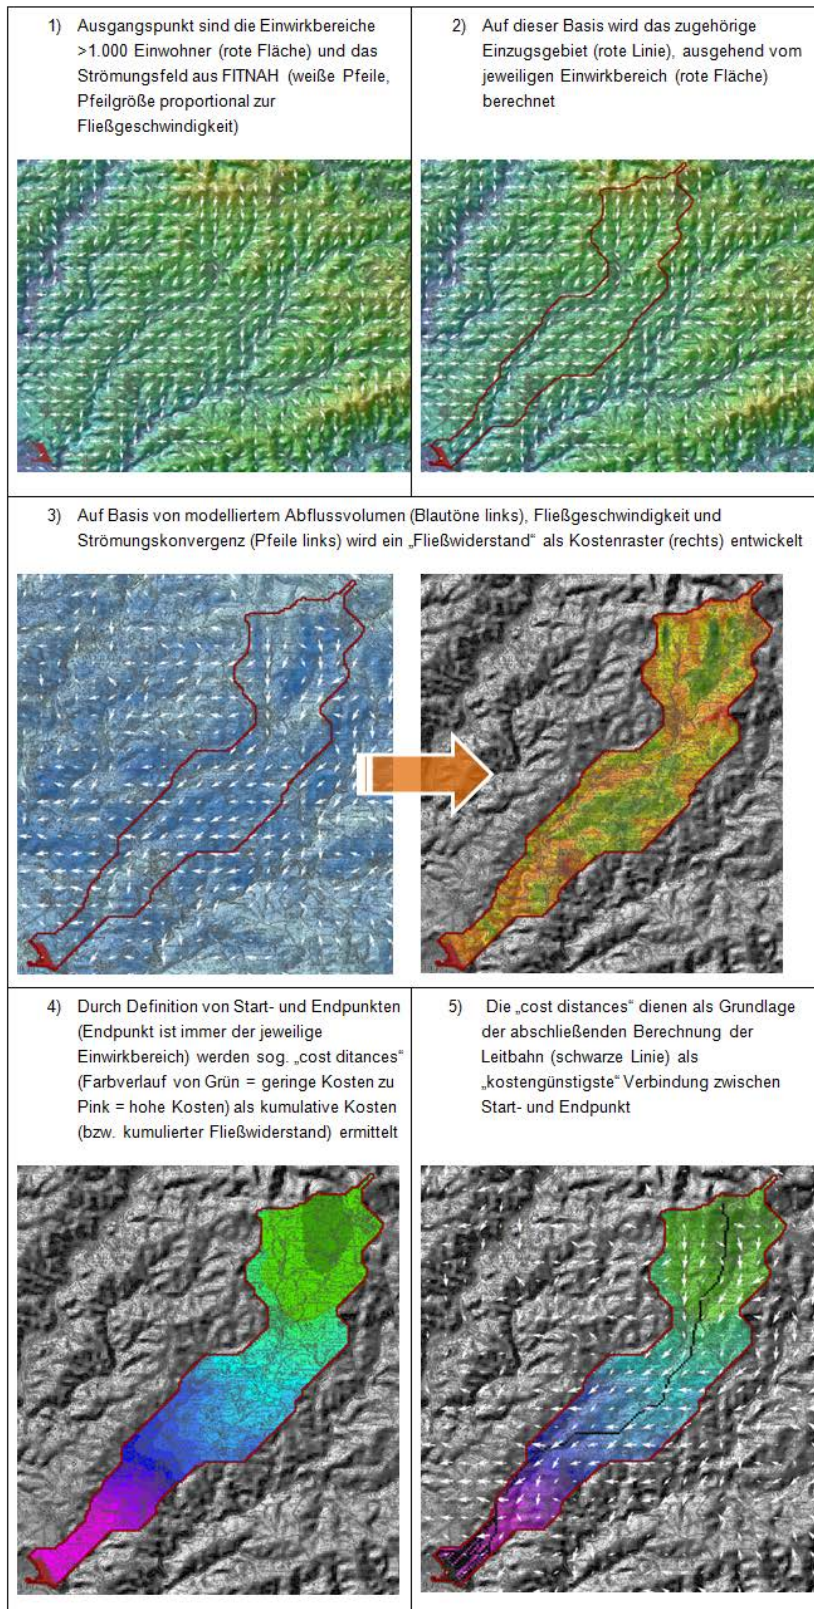 1) Ausgangspunkt sind die Einwirkbereiche
>1.000 Einwohner (rote Fläche) und das
Strömungsfeld aus FITNAH (weiße Pfeile,
Pfeilgröße proportional zur
Fließgeschwindigkeit)
2) Auf dieser Basis wird das zugehörige
Einzugsgebiet (rote Linie), ausgehend vom
jeweiligen Einwirkbereich (rote Fläche)
berechnet
3) Auf Basis von modelliertem Abflussvolumen (Blautöne links), Fließgeschwindigkeit und
Strömungskonvergenz (Pfeile links) wird ein „Fließwiderstand“ als Kostenraster (rechts) entwickelt
4) Durch Definition von Start- und Endpunkten
(Endpunkt ist immer der jeweilige
Einwirkbereich) werden sog. „cost ditances“
(Farbverlauf von Grün = geringe Kosten zu
Pink = hohe Kosten) als kumulative Kosten
(bzw. kumulierter Fließwiderstand) ermittelt
5) Die „cost distances“ dienen als Grundlage
der abschließenden Berechnung der
Leitbahn (schwarze Linie) als
„kostengünstigste“ Verbindung zwischen
Start- und Endpunkt